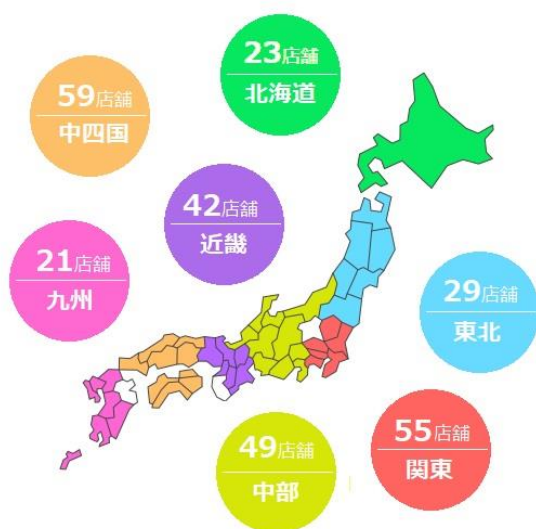 23店舗
北海道
59店舗
中四国
42店舗
近畿
21店舗
九州
29店舗
東北
55店舗
関東
49店舗
中部